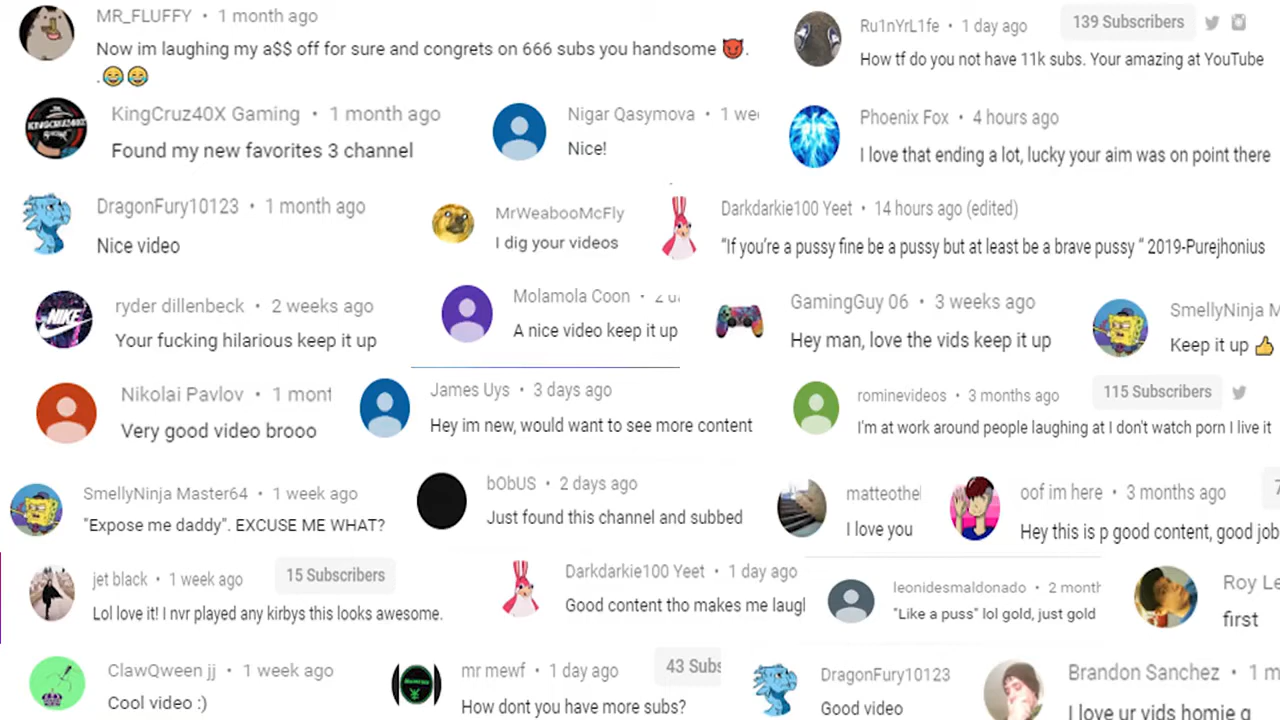 MR_FLUFFY • 1 month ago
Now im laughing my a$$ off for sure and congrets on 666 subs you handsome 😈.
.😂😂
Ru1nYrL1fe • 1 day ago 139 Subscribers
How tf do you not have 11k subs. Your amazing at YouTube
KingCruz40X Gaming • 1 month ago
Found my new favorites 3 channel
Nigar Qasymova • 1 we
Nice!
Phoenix Fox • 4 hours ago
I love that ending a lot, lucky your aim was on point there
DragonFury10123 • 1 month ago
Nice video
MrWeabooMcFly
I dig your videos
Darkdarkie100 Yeet • 14 hours ago (edited)
“If you’re a pussy fine be a pussy but at least be a brave pussy “ 2019-Purejhonius
NIKE
ryder dillenbeck • 2 weeks ago
Your fucking hilarious keep it up
Molamola Coon •
A nice video keep it up
GamingGuy 06 • 3 weeks ago
Hey man, love the vids keep it up
SmellyNinja M
Keep it up 👍
Nikolai Pavlov • 1 mont
Very good video brooo
James Uys • 3 days ago
Hey im new, would want to see more content
rominevideos • 3 months ago 115 Subscribers
I'm at work around people laughing at I don't watch porn I live it
SmellyNinja Master64 • 1 week ago
"Expose me daddy". EXCUSE ME WHAT?
bObUS • 2 days ago
Just found this channel and subbed
matteothe
I love you
oof im here • 3 months ago 7
Hey this is p good content, good job
jet black • 1 week ago 15 Subscribers
Lol love it! I nvr played any kirbys this looks awesome.
Darkdarkie100 Yeet • 1 day ago
Good content tho makes me laugh
leonidesmaldonado • 2 month
"Like a puss" lol gold, just gold
Roy Le
first
ClawQween jj • 1 week ago
Cool video :)
mr mewf • 1 day ago 43 Subs
How dont you have more subs?
DragonFury10123
Good video
Brandon Sanchez • 1 m
I love ur vids homie g